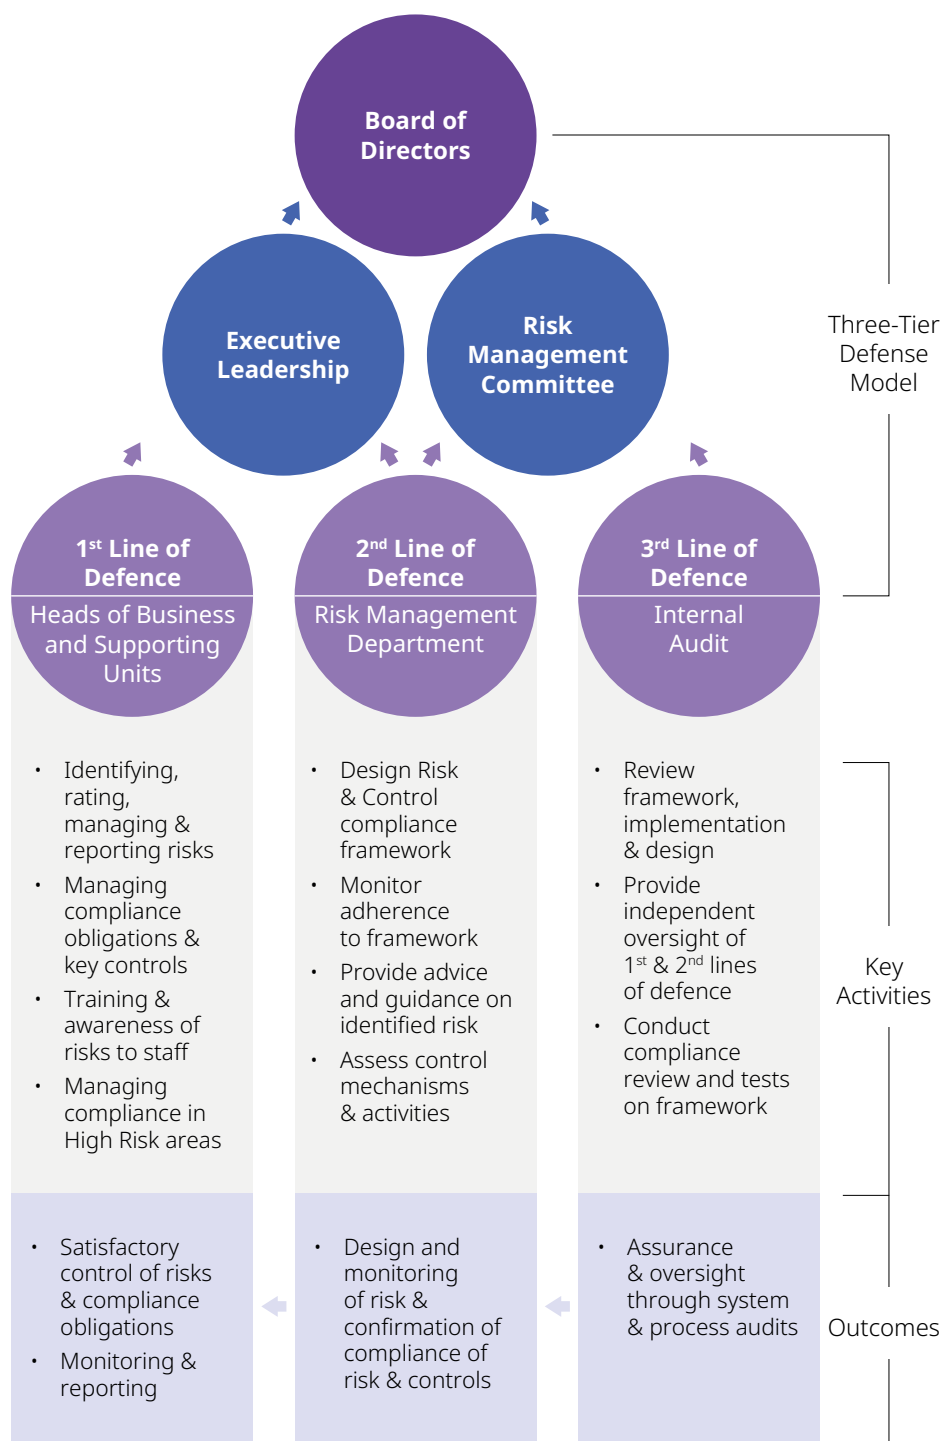 Board of
Directors
Executive
Leadership
Risk
Management
Committee
Three-Tier
Defense
Model
1st Line of
Defence
Heads of Business
and Supporting
Units
2nd Line of
Defence
Risk Management
Department
3rd Line of
Defence
Internal
Audit
• Identifying,
rating,
managing &
reporting risks
• Managing
compliance
obligations &
key controls
• Training &
awareness of
risks to staff
• Managing
compliance in
High Risk areas
• Design Risk
& Control
compliance
framework
• Monitor
adherence
to framework
• Provide advice
and guidance on
identified risk
• Assess control
mechanisms
& activities
• Review
framework,
implementation
& design
• Provide
independent
oversight of
1st & 2nd lines
of defence
• Conduct
compliance
review and tests
on framework
Key
Activities
• Satisfactory
control of risks
& compliance
obligations
• Monitoring &
reporting
• Design and
monitoring
of risk &
confirmation of
compliance of
risk & controls
• Assurance
& oversight
through system
& process audits
Outcomes